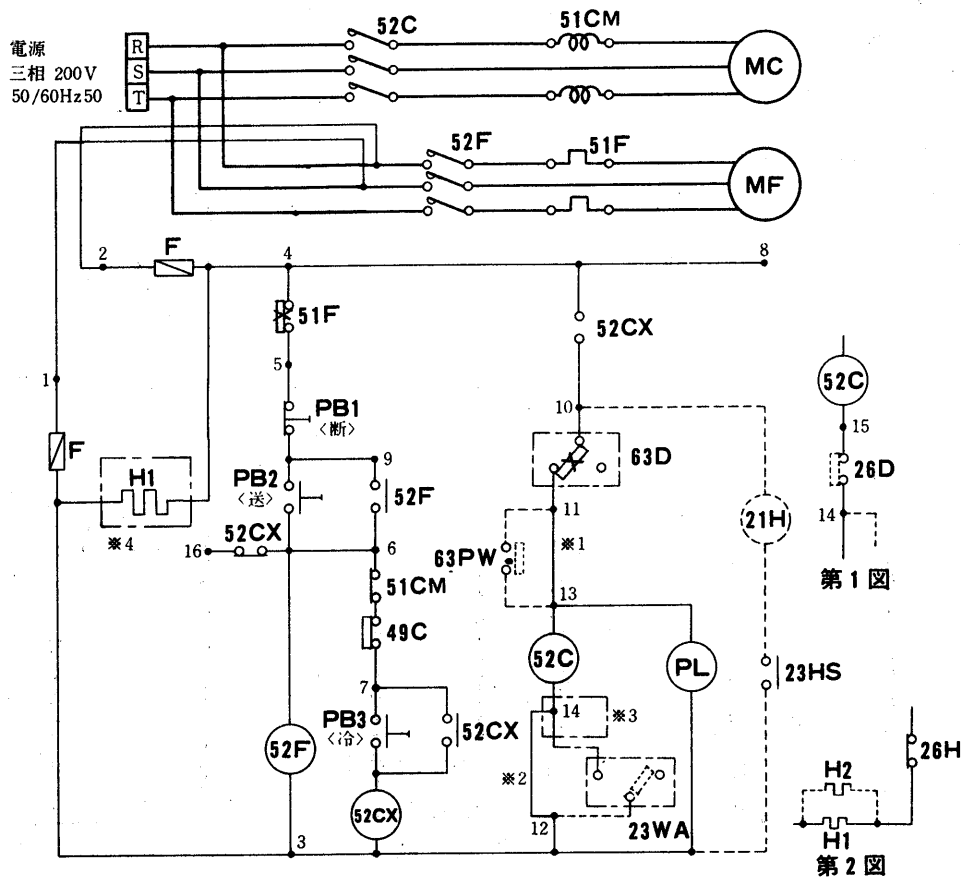 電源
三相 200V
50/60Hz50
R
S
T
52C
51CM
MC
52F
51F
MF
2
F
4
8
51F
52CX
5
1
PB1
〈断〉
10
52C
15
26D
14
第1図
F
H1
※4
9
PB2
〈送〉
52F
63D
11
21H
16
52CX
6
63PW
※1
51CM
13
49C
52C
PL
23HS
7
PB3
〈冷〉
52CX
14
※3
52F
※2
26H
H2
52CX
12
23WA
H1
3
第2図